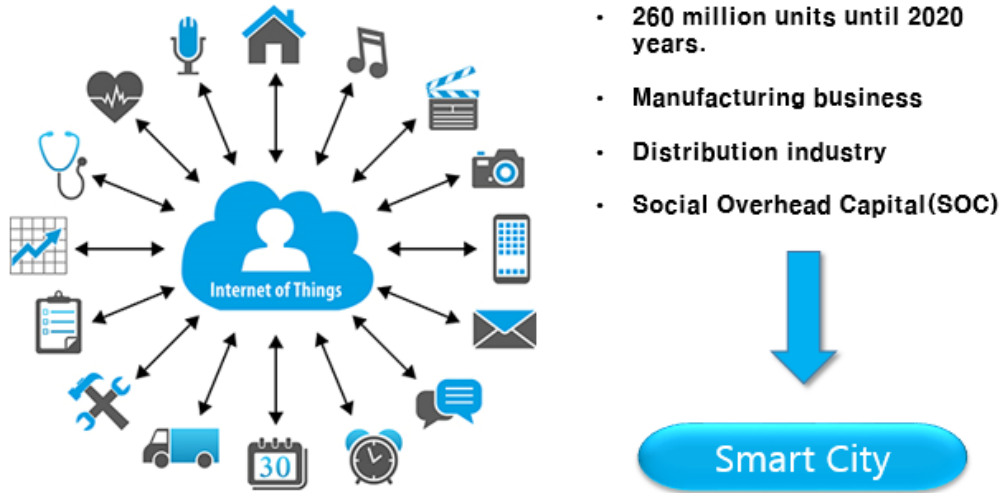 Internet of Things
30
· 260 million units until 2020
years.
· Manufacturing business
· Distribution industry
· Social Overhead Capital(SOC)
Smart City